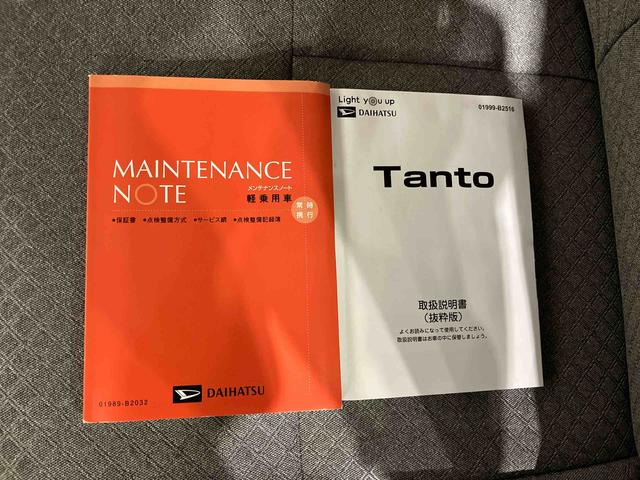 MAINTENANCE
NOTE
メンテナンスノート
軽乗用車
常時
携行
●保証書 ●点検整備方式 ●サービス網 ●点検整備記録簿
DAIHATSU
01989-B2032
Light you up
DAIHATSU
01999-B2516
Tanto
取扱説明書
（抜粋版）
よくお読みになって使用してください。
取扱説明書はお車の中に保管しましょう。